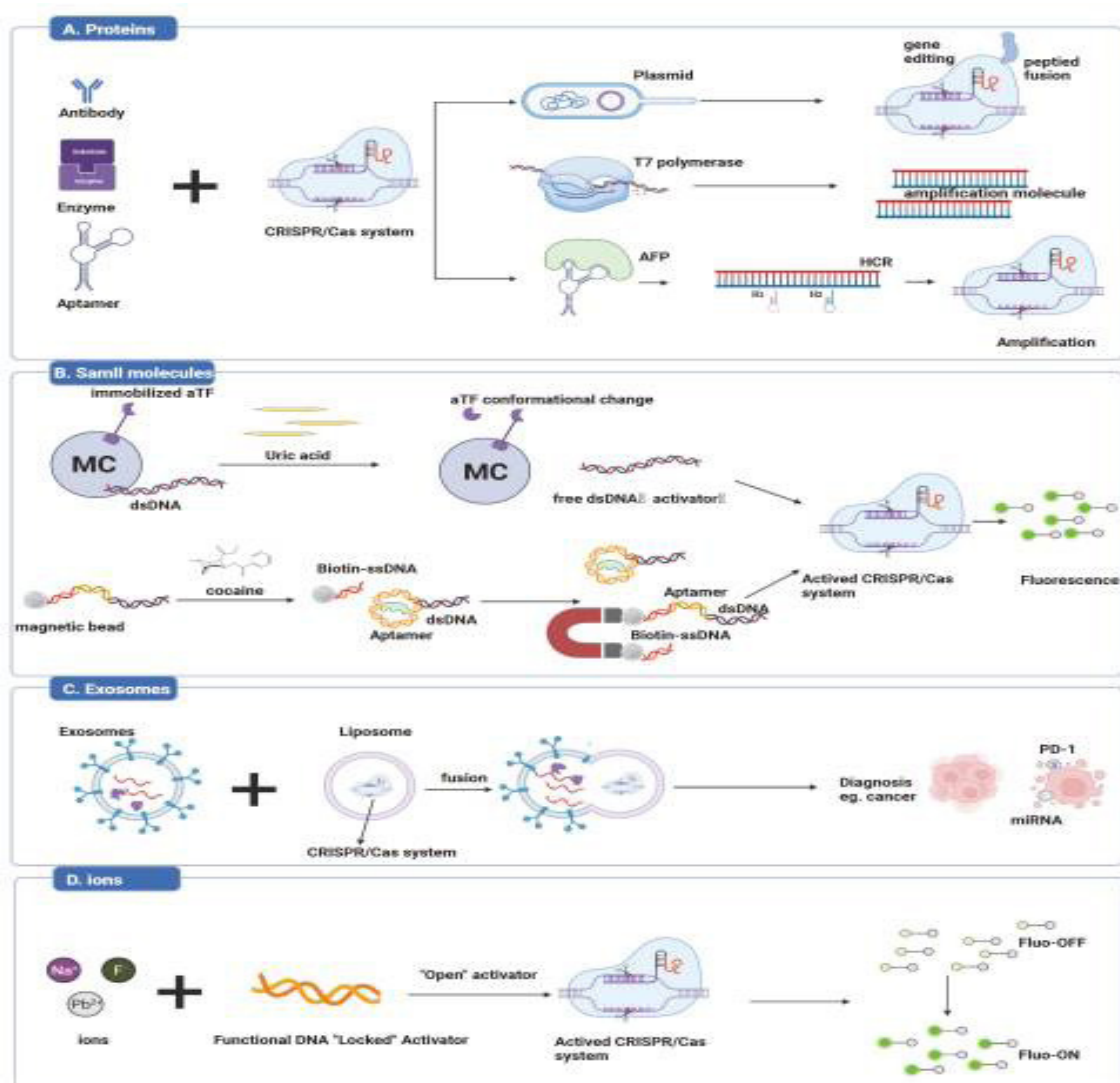 A. Proteins
Antibody
Enzyme
Aptamer
CRISPR/Cas system
Plasmid
gene
editing
peptied
fusion
T7 polymerase
amplification molecule
AFP
HCR
H₁
H₂
Amplification
B. Samll molecules
immobilized aTF
MC
dsDNA
Uric acid
aTF conformational change
MC
free dsDNA activator
Actived CRISPR/Cas
system
Fluorescence
magnetic bead
cocaine
Biotin-ssDNA
dsDNA
Aptamer
Aptamer
dsDNA
Biotin-ssDNA
C. Exosomes
Exosomes
Liposome
CRISPR/Cas system
fusion
Diagnosis
eg. cancer
PD-1
miRNA
D. ions
Na⁺
F
Pb²⁺
ions
Functional DNA "Locked" Activator
"Open" activator
Actived CRISPR/Cas
system
Fluo-OFF
Fluo-ON